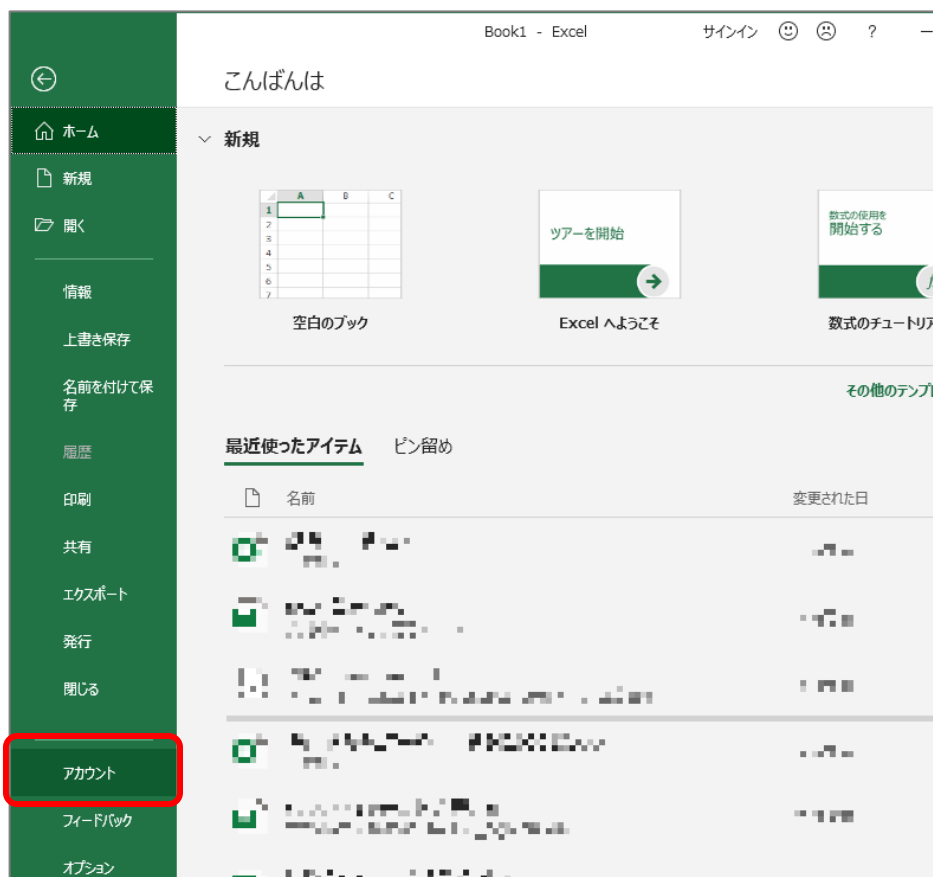 Book1 - Excel
サインイン
?
こんばんは
ホーム
新規
開く
情報
上書き保存
名前を付けて保
存
履歴
印刷
共有
エクスポート
発行
閉じる
アカウント
フィードバック
オプション
新規
A B C
1
2
3
4
5
6
7
空白のブック
ツアーを開始
Excel へようこそ
数式の使用を
開始する
数式のチュートリア
その他のテンプ
最近使ったアイテム
ピン留め
名前
変更された日